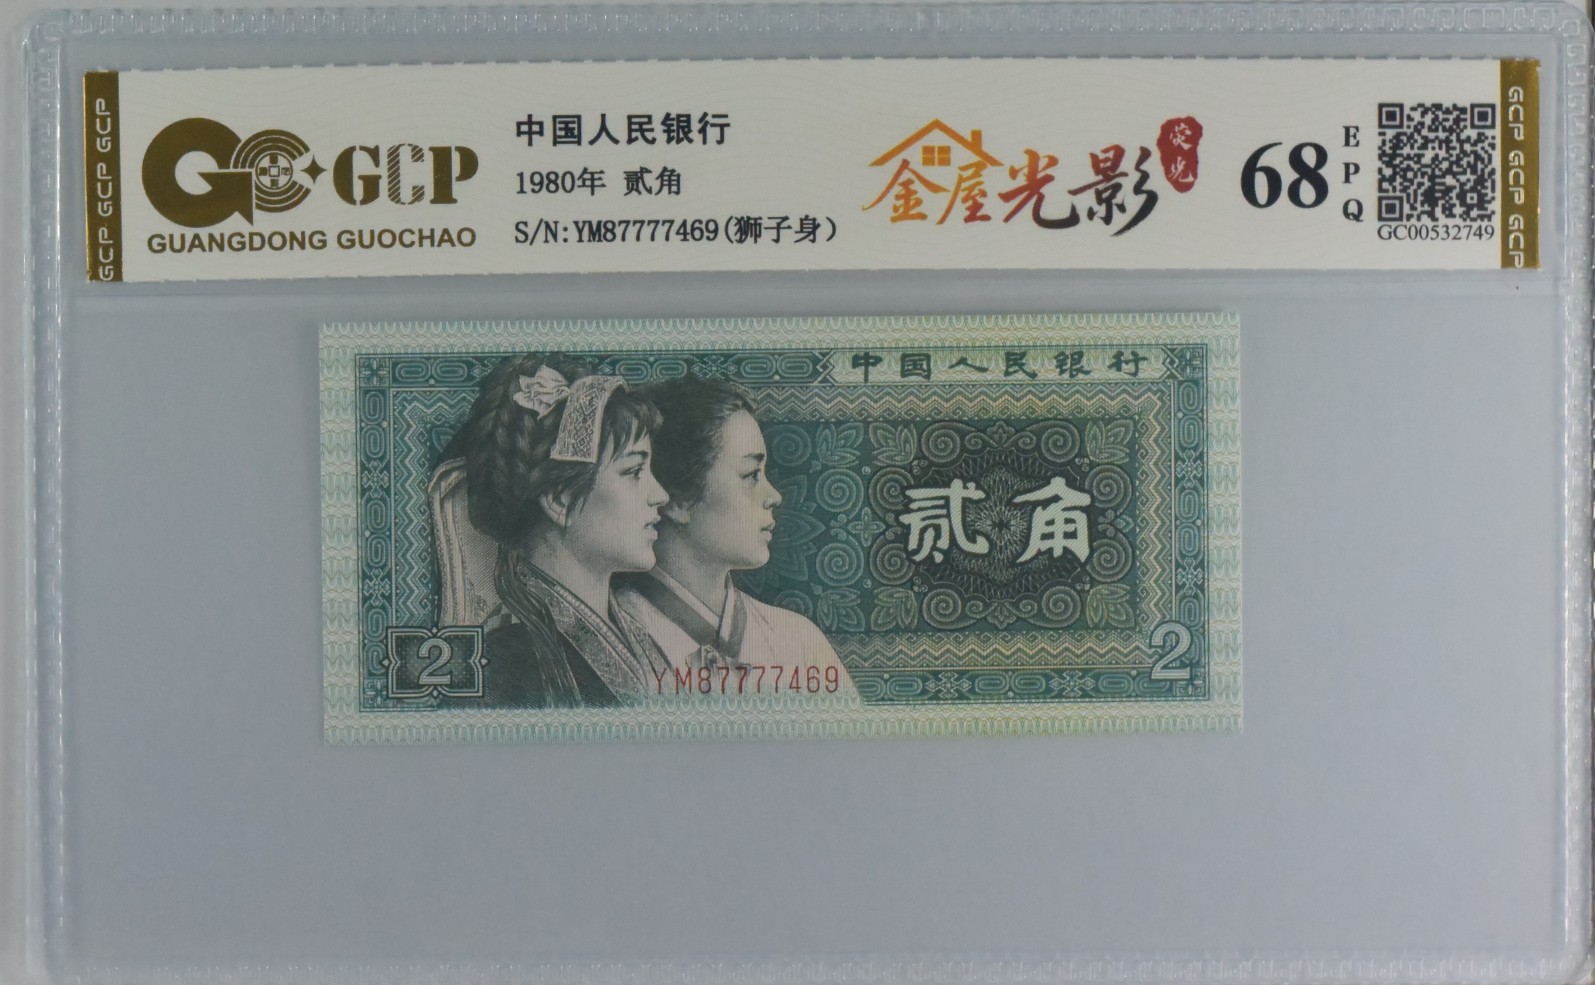 GCP GCP GCP
GCP
GUANGDONG GUOCHAO
中国人民银行
1980年 贰角
S/N:YM87777469(狮子身)
金屋光影
荧光
68
EPQ
GC00532749
GCP GCP GCP
中国人民银行
贰角
2
YM87777469
2